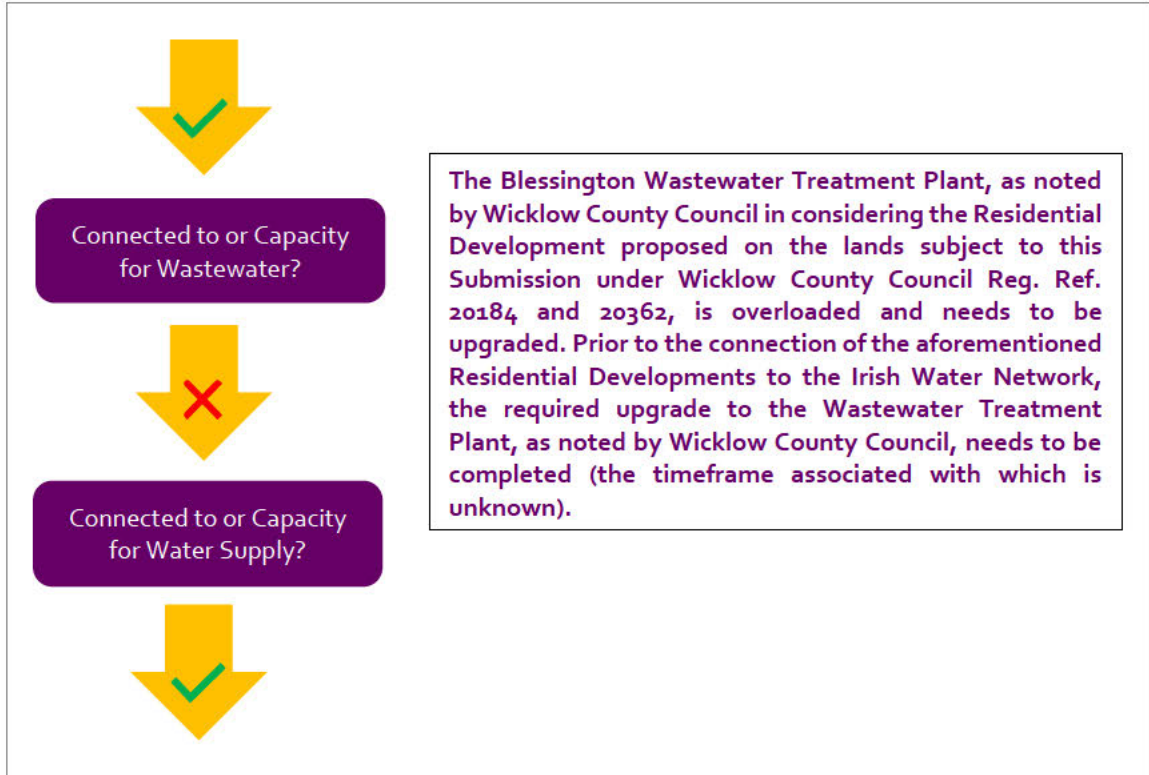 Connected to or Capacity
for Wastewater?
The Blessington Wastewater Treatment Plant, as noted
by Wicklow County Council in considering the Residential
Development proposed on the lands subject to this
Submission under Wicklow County Council Reg. Ref.
20184 and 20362, is overloaded and needs to be
upgraded. Prior to the connection of the aforementioned
Residential Developments to the Irish Water Network,
the required upgrade to the Wastewater Treatment
Plant, as noted by Wicklow County Council, needs to be
completed (the timeframe associated with which is
unknown).
Connected to or Capacity
for Water Supply?